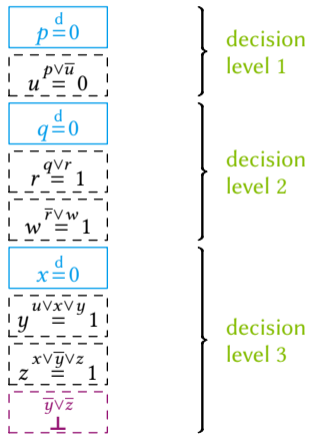 p =ᵈ 0
decision
level 1
u =^{p∨u̅} 0
q =ᵈ 0
r =^{q∨r} 1
decision
level 2
w =^{r̅∨w} 1
x =ᵈ 0
y =^{u∨x∨y} 1
decision
level 3
z =^{x∨y̅∨z} 1
y̅∨z̅
⊥